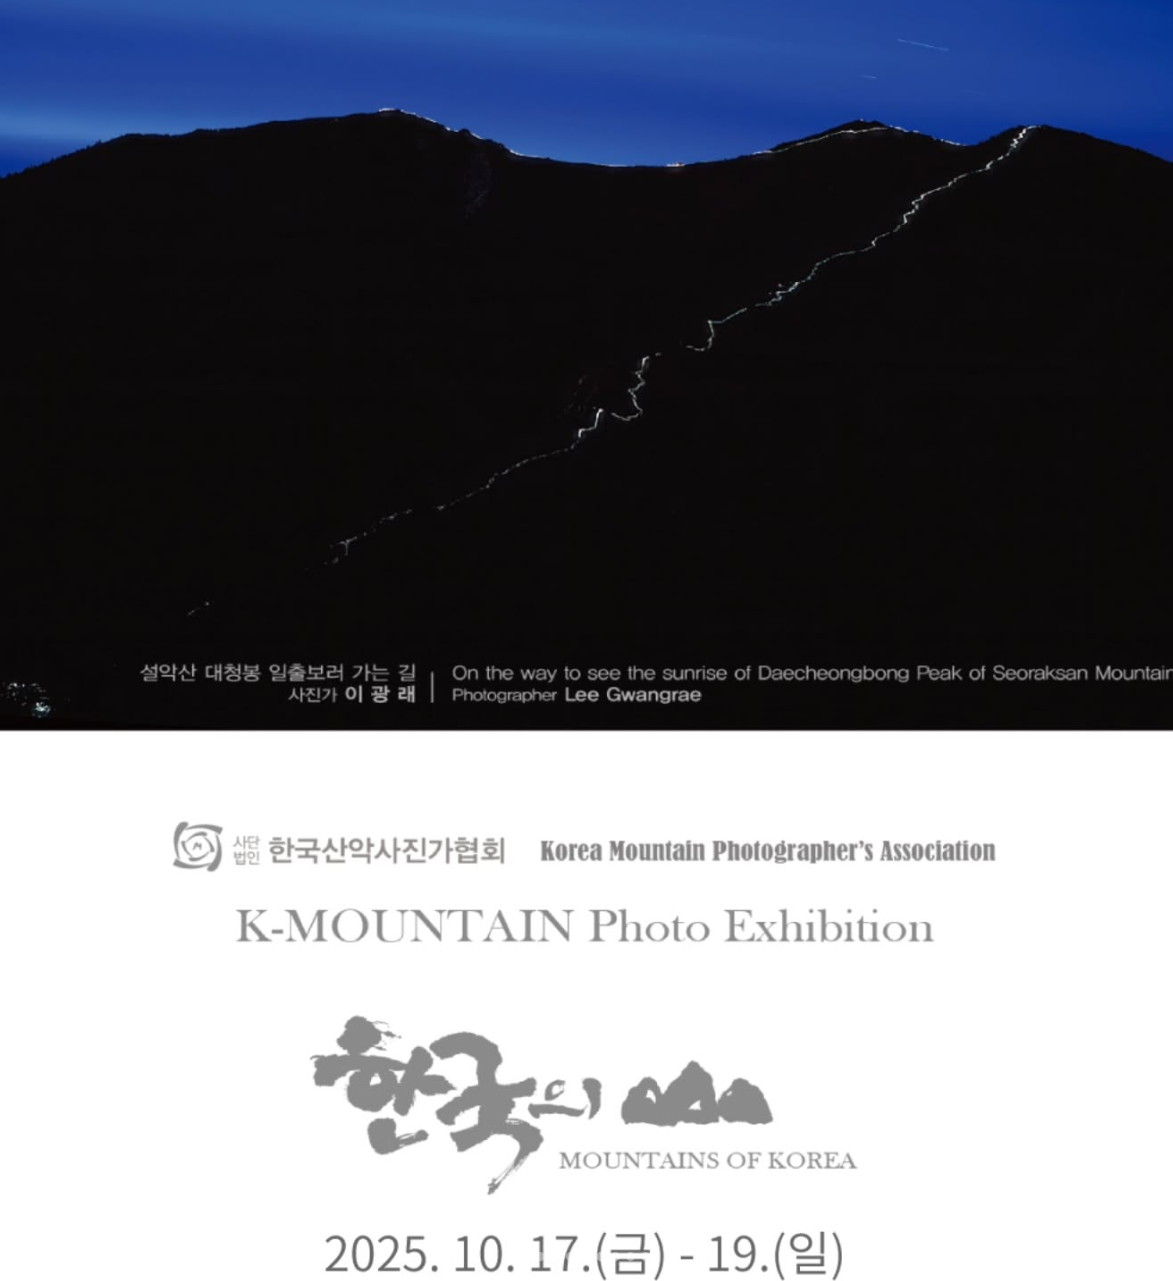 설악산 대청봉 일출보러 가는 길
사진가 이 광 래
On the way to see the sunrise of Daecheongbong Peak of Seoraksan Mountain
Photographer Lee Gwangrae
사단
법인
한국산악사진가협회
Korea Mountain Photographer's Association
K-MOUNTAIN Photo Exhibition
한국의 山
MOUNTAINS OF KOREA
2025. 10. 17.(금) - 19.(일)